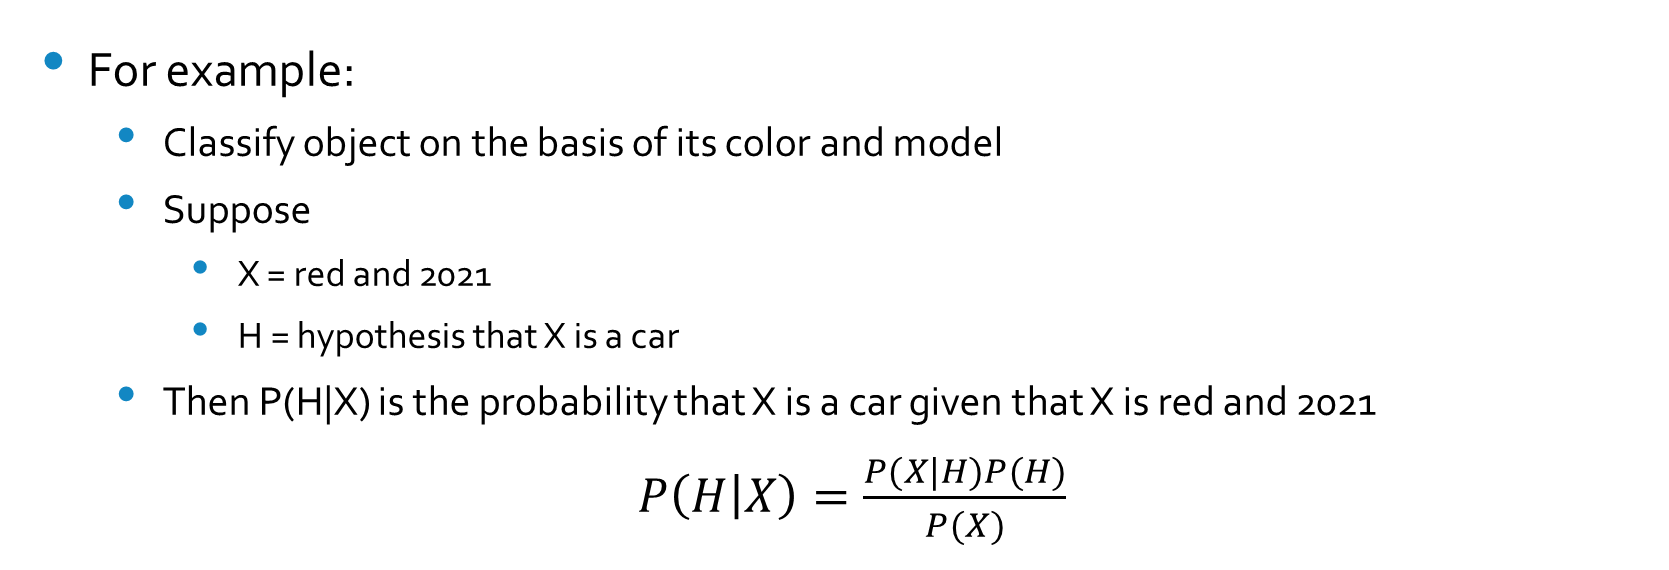 • For example:
• Classify object on the basis of its color and model
• Suppose
• X = red and 2021
• H = hypothesis that X is a car
• Then P(H|X) is the probability that X is a car given that X is red and 2021
P(H|X) = P(X|H)P(H) / P(X)